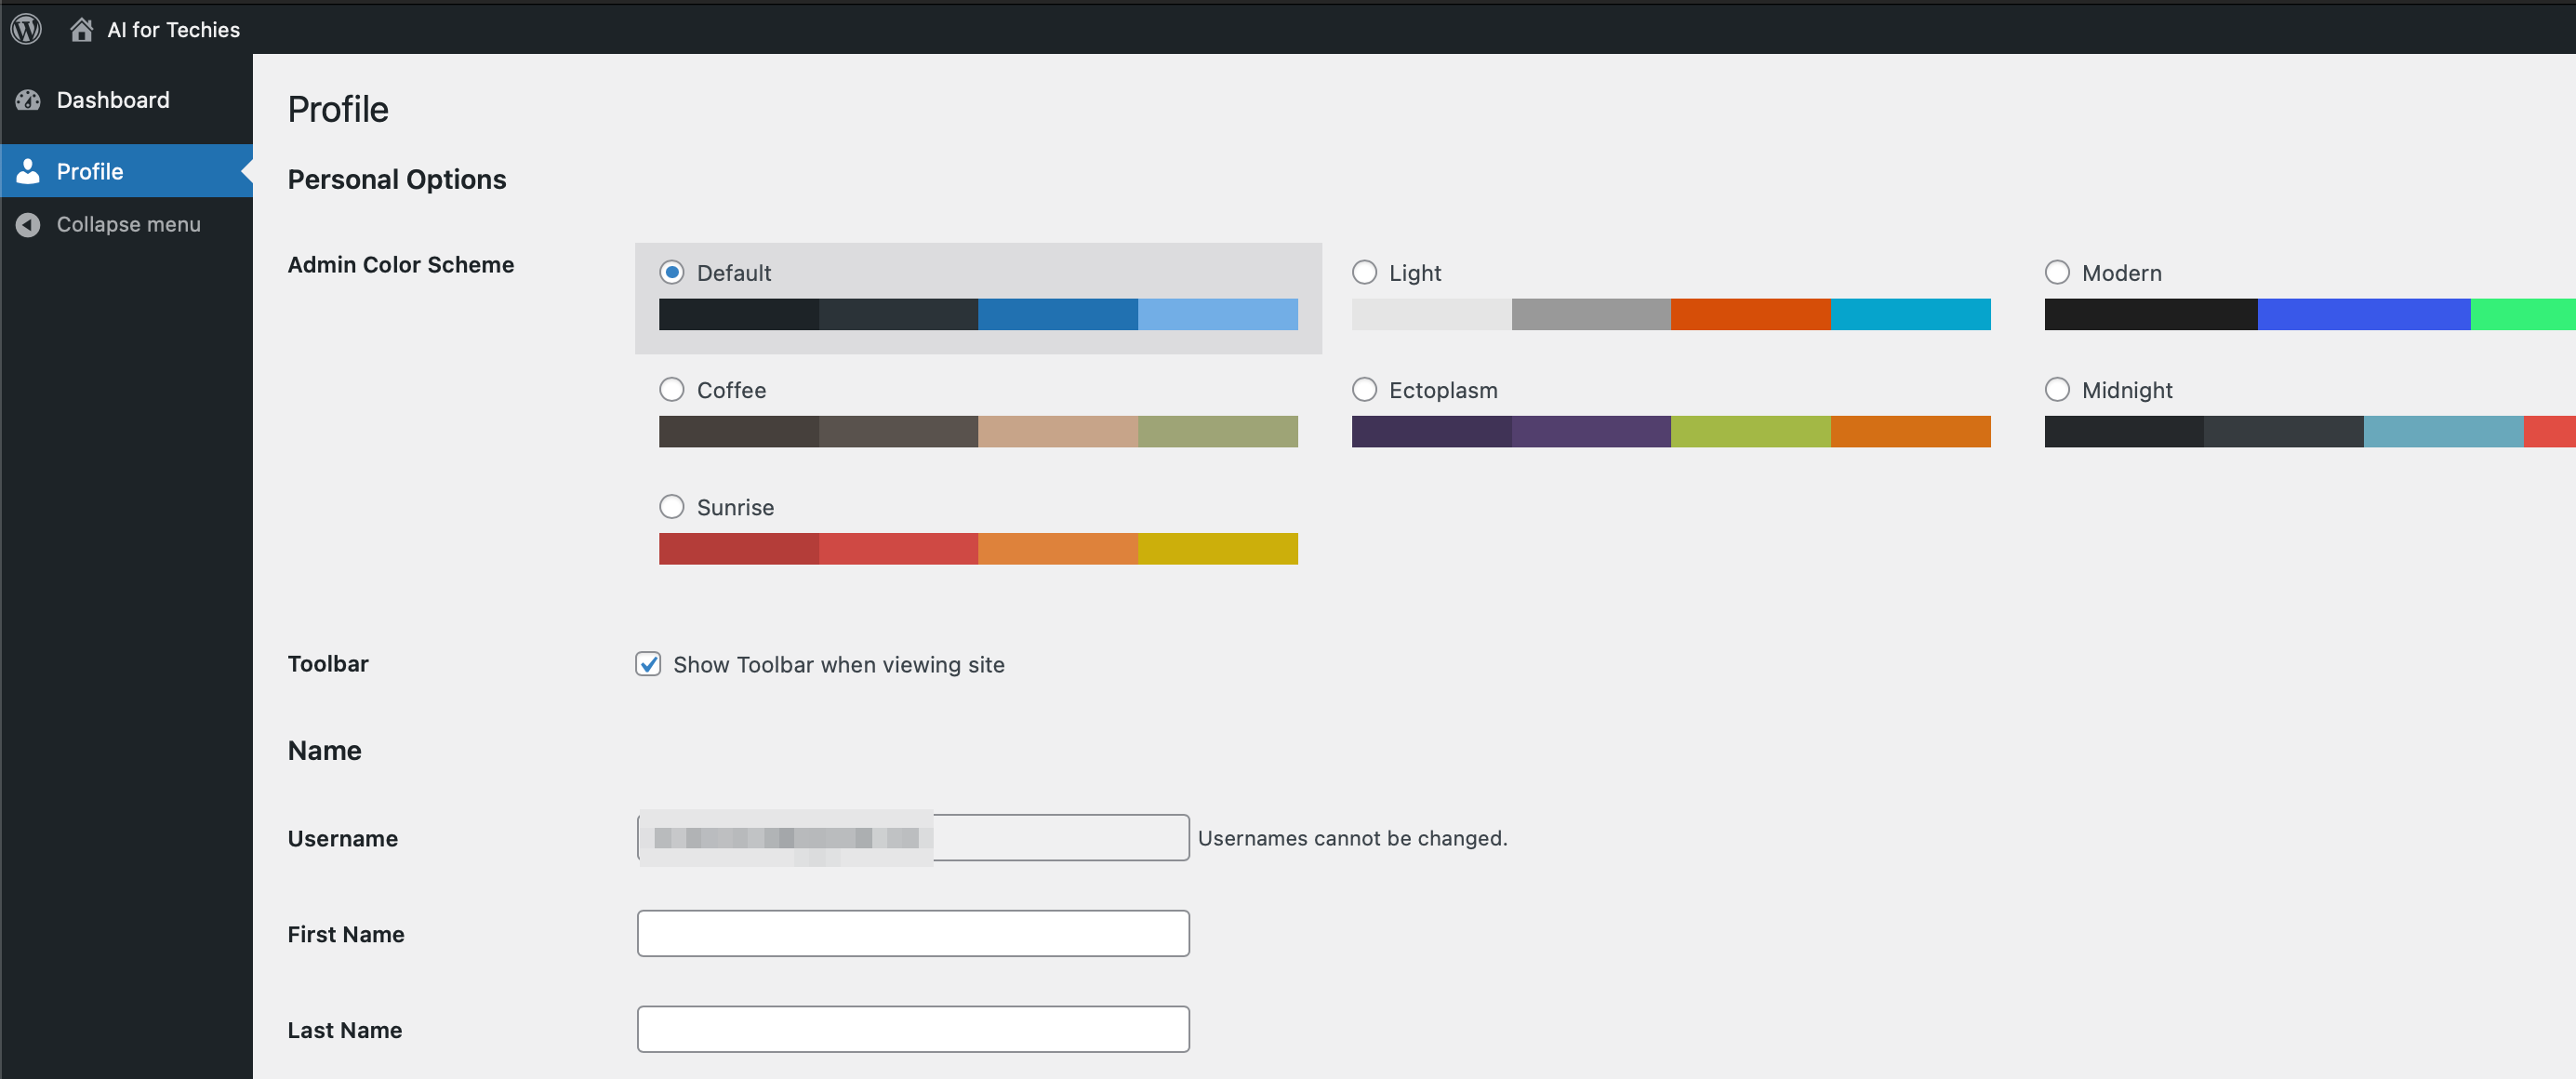 AI for Techies
Dashboard
Profile
Collapse menu
Profile
Personal Options
Admin Color Scheme
Default
Light
Modern
Coffee
Ectoplasm
Midnight
Sunrise
Toolbar
Show Toolbar when viewing site
Name
Username
Usernames cannot be changed.
First Name
Last Name